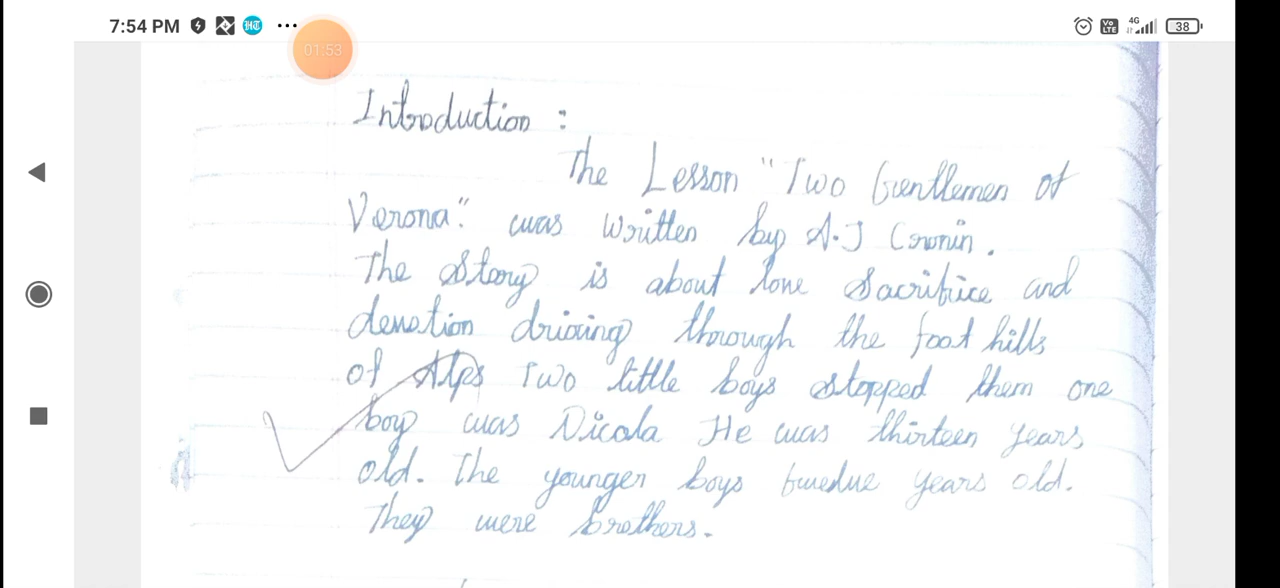 7:54 PM
01:53
4G
38
Introduction :
The Lesson "Two Gentlemen of
Verona". was written by A.J Cronin.
The Story is about love Sacrifice and
devotion driving through the foot hills
of Alps Two little boys stopped them one
boy was Nicola He was thirteen years
old. The younger boys twedue years old.
They were brothers.